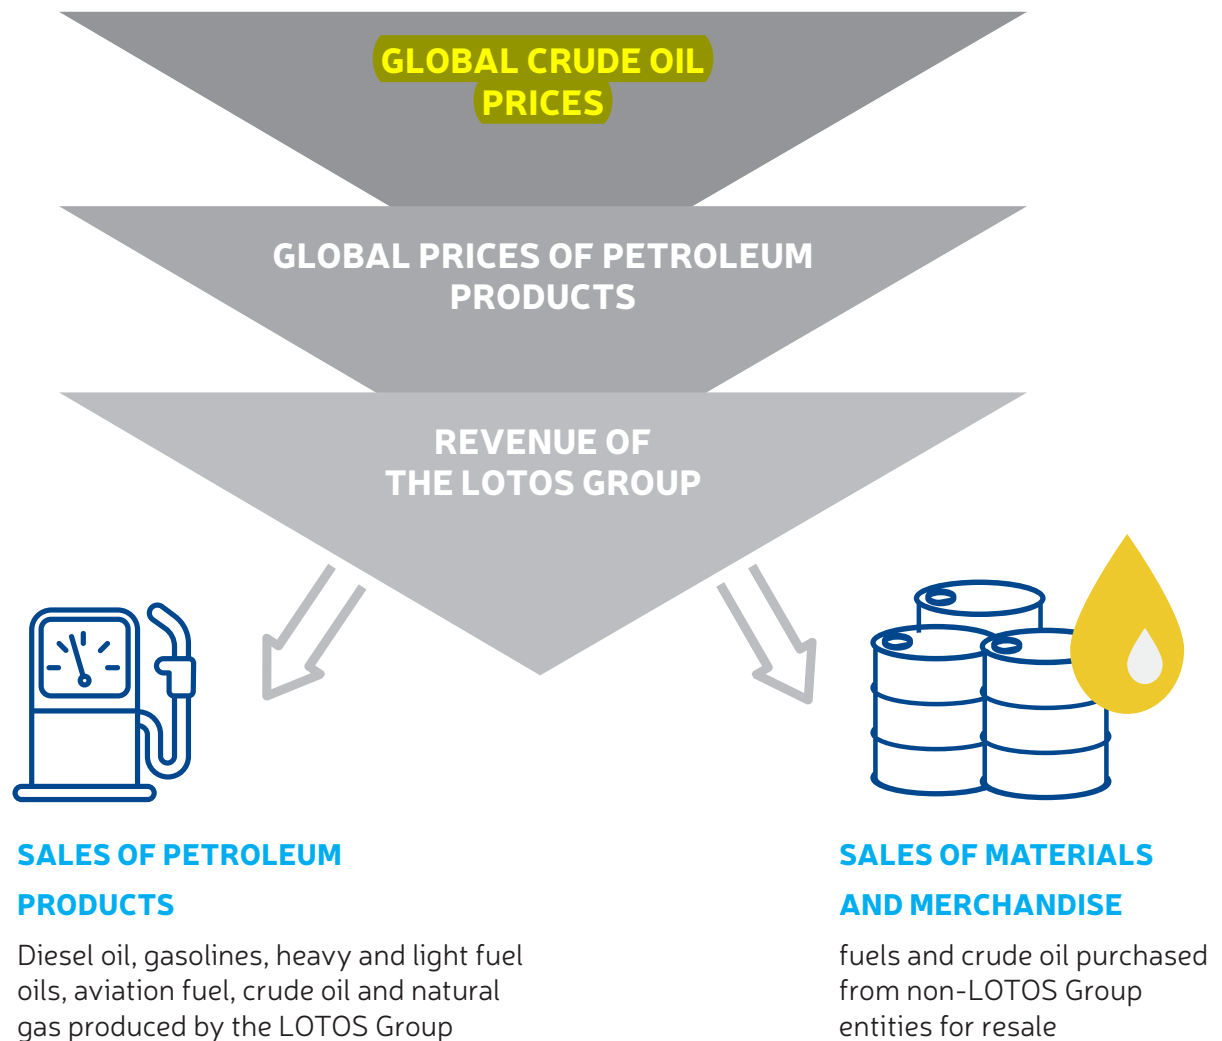 GLOBAL CRUDE OIL
PRICES
GLOBAL PRICES OF PETROLEUM
PRODUCTS
REVENUE OF
THE LOTOS GROUP
SALES OF PETROLEUM
PRODUCTS
Diesel oil, gasolines, heavy and light fuel
oils, aviation fuel, crude oil and natural
gas produced by the LOTOS Group
SALES OF MATERIALS
AND MERCHANDISE
fuels and crude oil purchased
from non-LOTOS Group
entities for resale